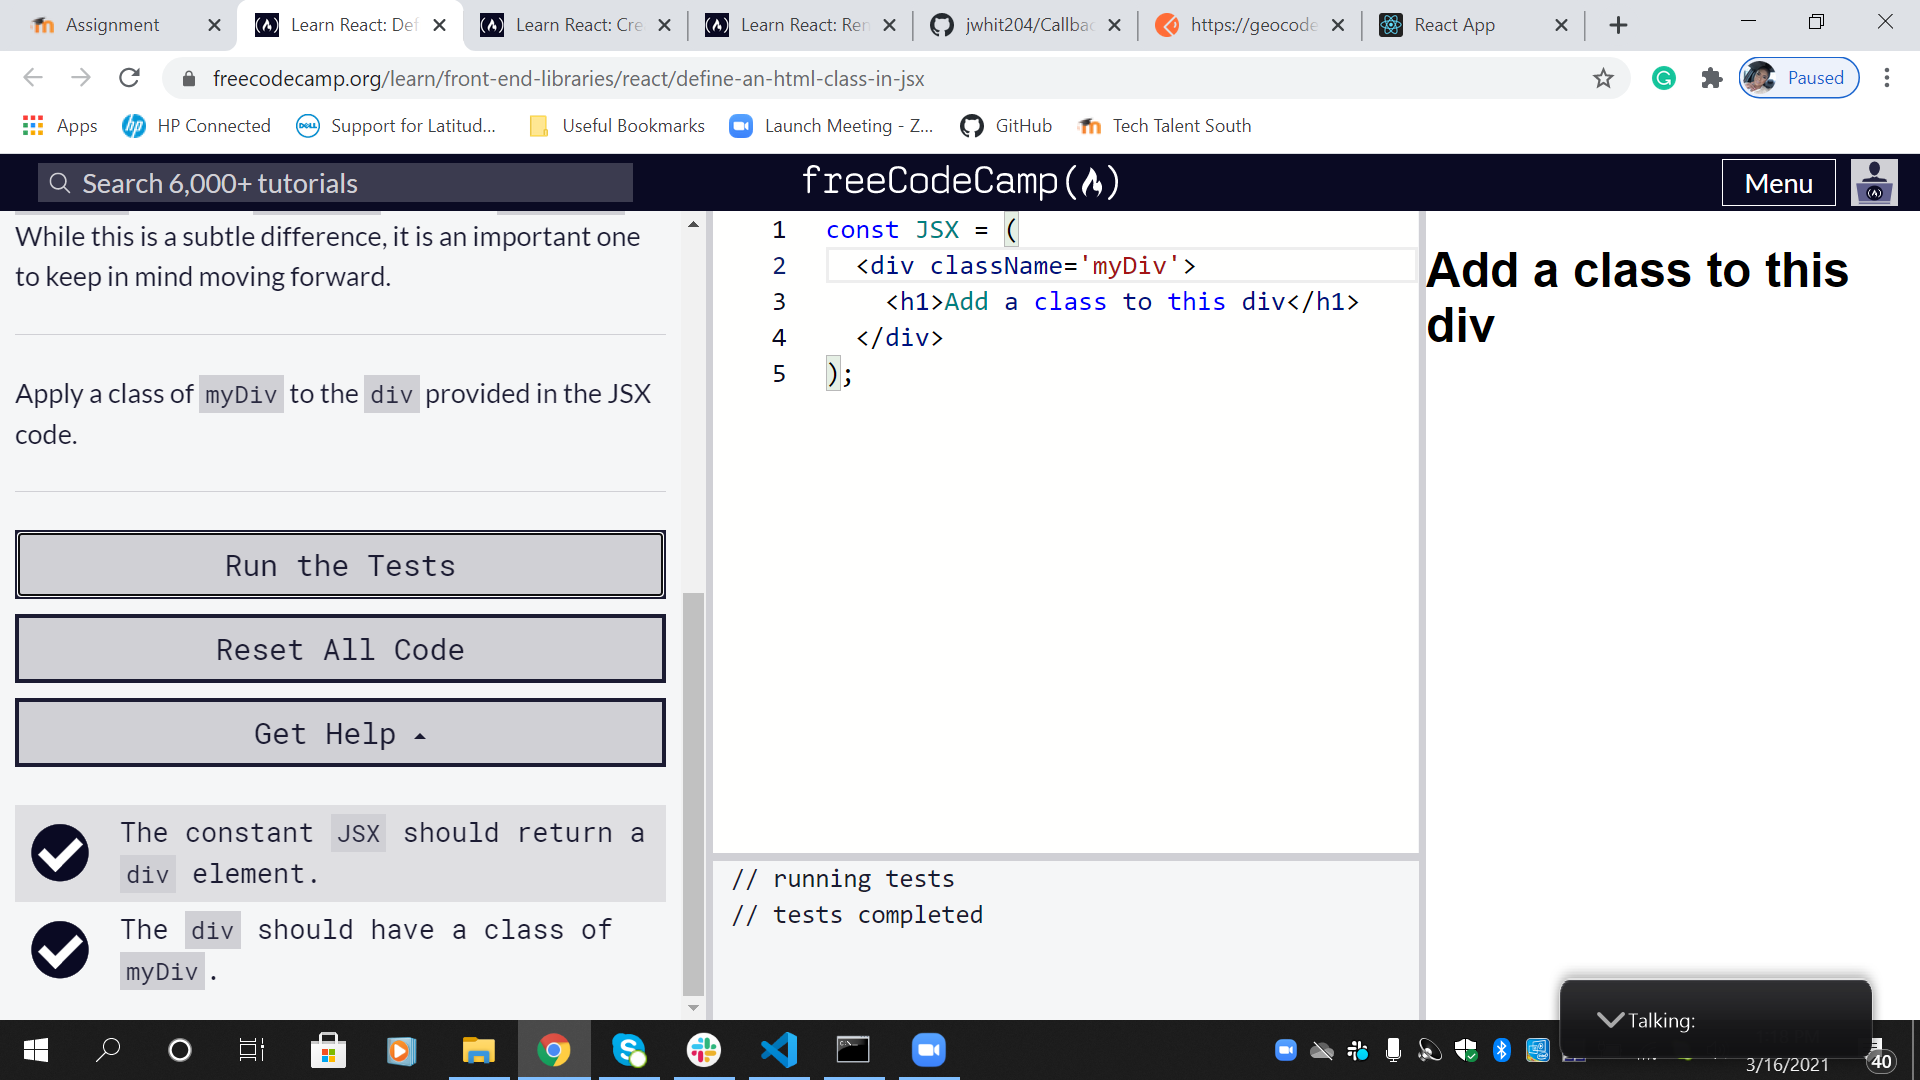 Assignment
Learn React: Def
Learn React: Cre
Learn React: Ren
jwhit204/Callbac
https://geocode
React App
freecodecamp.org/learn/front-end-libraries/react/define-an-html-class-in-jsx
Paused
Apps
HP Connected
Support for Latitud...
Useful Bookmarks
Launch Meeting - Z...
GitHub
Tech Talent South
Search 6,000+ tutorials
freeCodeCamp
Menu
While this is a subtle difference, it is an important one
to keep in mind moving forward.
Apply a class of myDiv to the div provided in the JSX
code.
Run the Tests
Reset All Code
Get Help
The constant JSX should return a
div element.
The div should have a class of
myDiv.
1 const JSX = (
2 <div className='myDiv'>
3 <h1>Add a class to this div</h1>
4 </div>
5 );
// running tests
// tests completed
Add a class to this
div
Talking:
3/16/2021
40